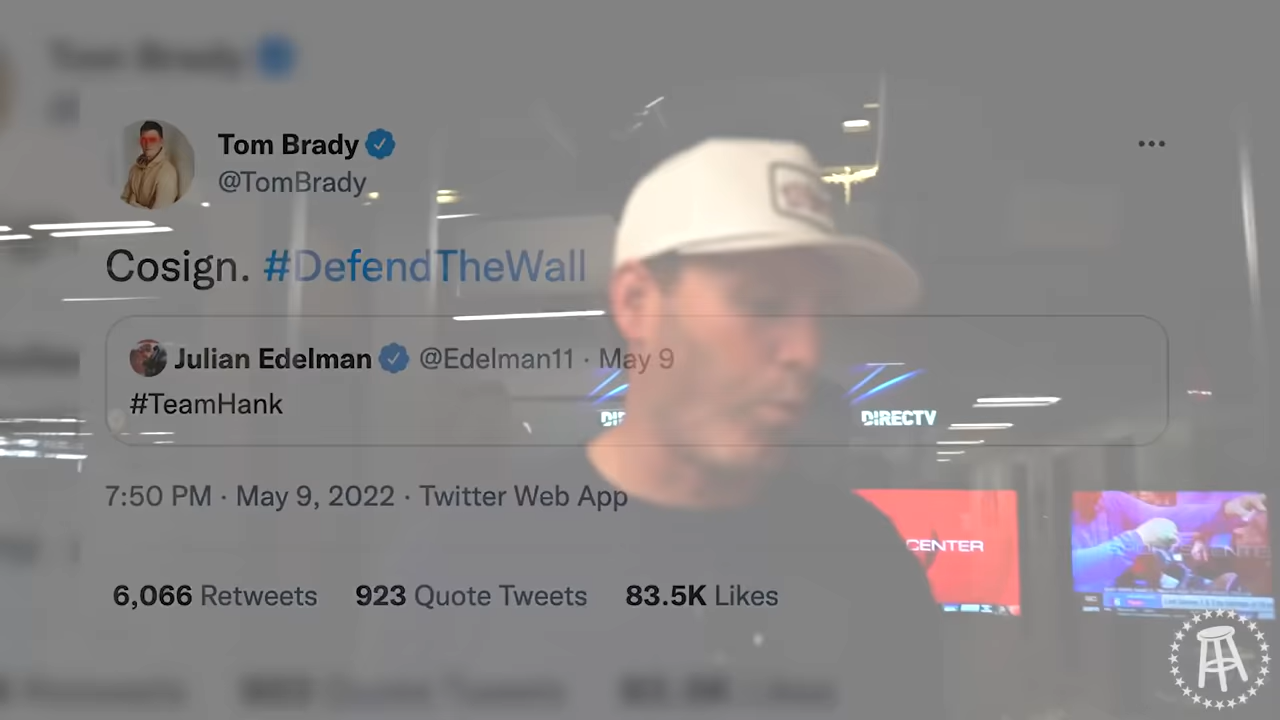 Tom Brady
@TomBrady
Cosign. #DefendTheWall
Julian Edelman @Edelman11 · May 9
#TeamHank
7:50 PM · May 9, 2022 · Twitter Web App
6,066 Retweets 923 Quote Tweets 83.5K Likes
DIRECTV
CENTER